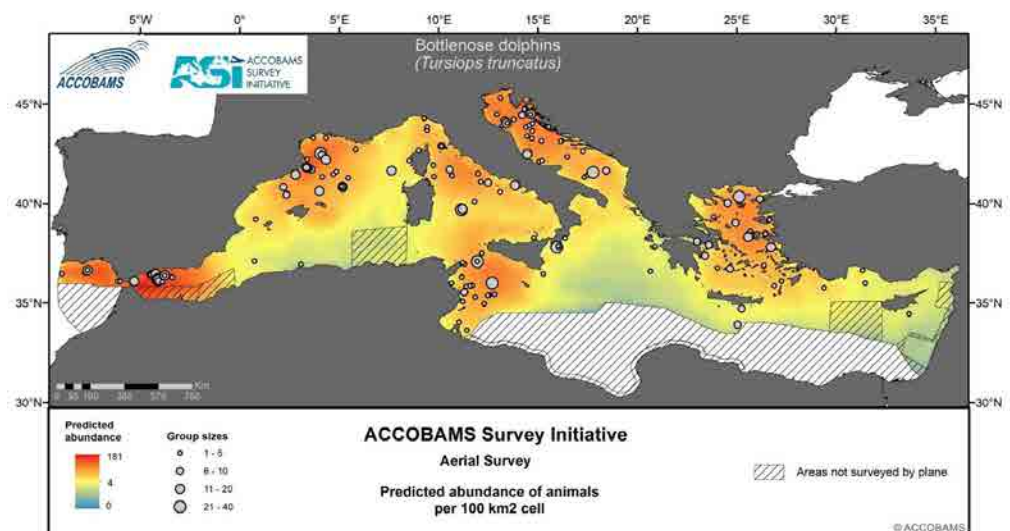 5°W 0° 5°E 10°E 15°E 20°E 25°E 30°E 35°E
Bottlenose dolphins
(Tursiops truncatus)
ACCOBAMS
ASI
ACCOBAMS
SURVEY
INITIATIVE
45°N 45°N
40°N 40°N
35°N 35°N
30°N 30°N
Km
Predicted
abundance
181
4
0
Group sizes
1 - 5
6 - 10
11 - 20
21 - 40
ACCOBAMS Survey Initiative
Aerial Survey
Predicted abundance of animals
per 100 km2 cell
Areas not surveyed by plane
© ACCOBAMS